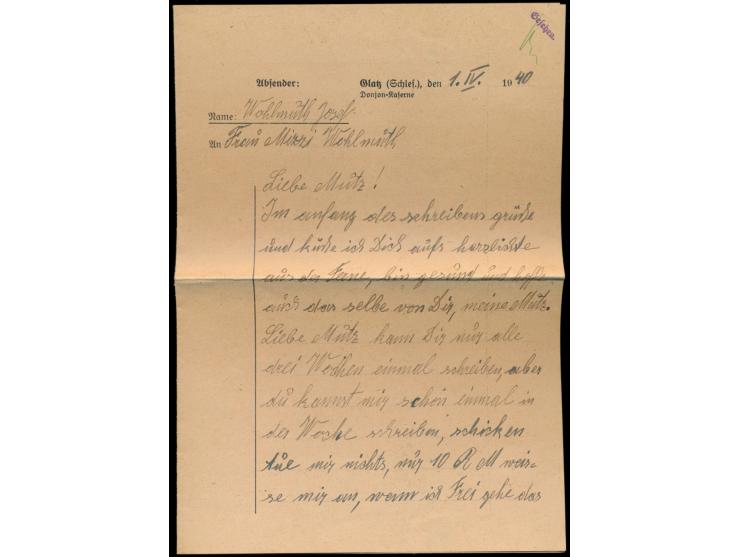 Gesehen.
Absender: Glatz (Schles.), den 1. IV. 1940
Donjon-Kaserne
Name: Wohlmuth Josef
An Frau Mizzi Wohlmuth
Liebe Mutz!
Im anfang des schreibens grüße
und küße ich Dich aufs herzlichste
aus der Ferne, bin gesund und hoffe
auch das selbe von Dir, meine Mutz.
Liebe Mutz kann Dir nur alle
drei Wochen einmal schreiben, aber
du kannst mir schon einmal in
der Woche schreiben, schicken
tue mir nichts, nur 10 RM wei-
se mir an, wenn ich Frei gehe das